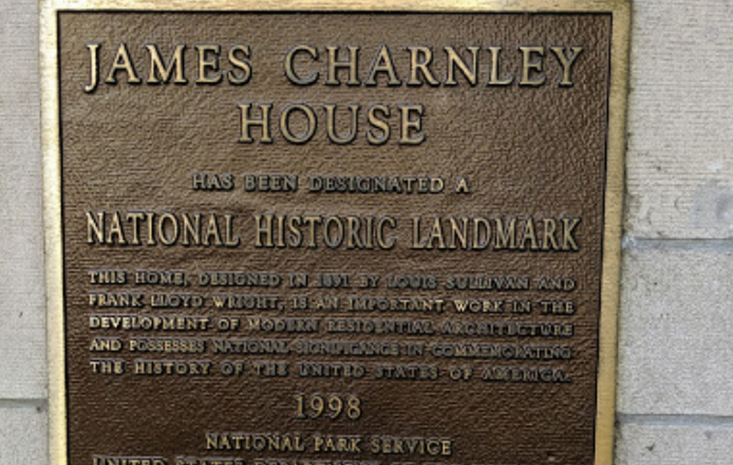 JAMES CHARNLEY
HOUSE
HAS BEEN DESIGNATED A
NATIONAL HISTORIC LANDMARK
THIS HOME, DESIGNED IN 1891 BY LOUIS SULLIVAN AND
FRANK LLOYD WRIGHT, IS AN IMPORTANT WORK IN THE
DEVELOPMENT OF MODERN RESIDENTIAL ARCHITECTURE
AND POSSESSES NATIONAL SIGNIFICANCE IN COMMEMORATING
THE HISTORY OF THE UNITED STATES OF AMERICA.
1998
NATIONAL PARK SERVICE
UNITED STATES